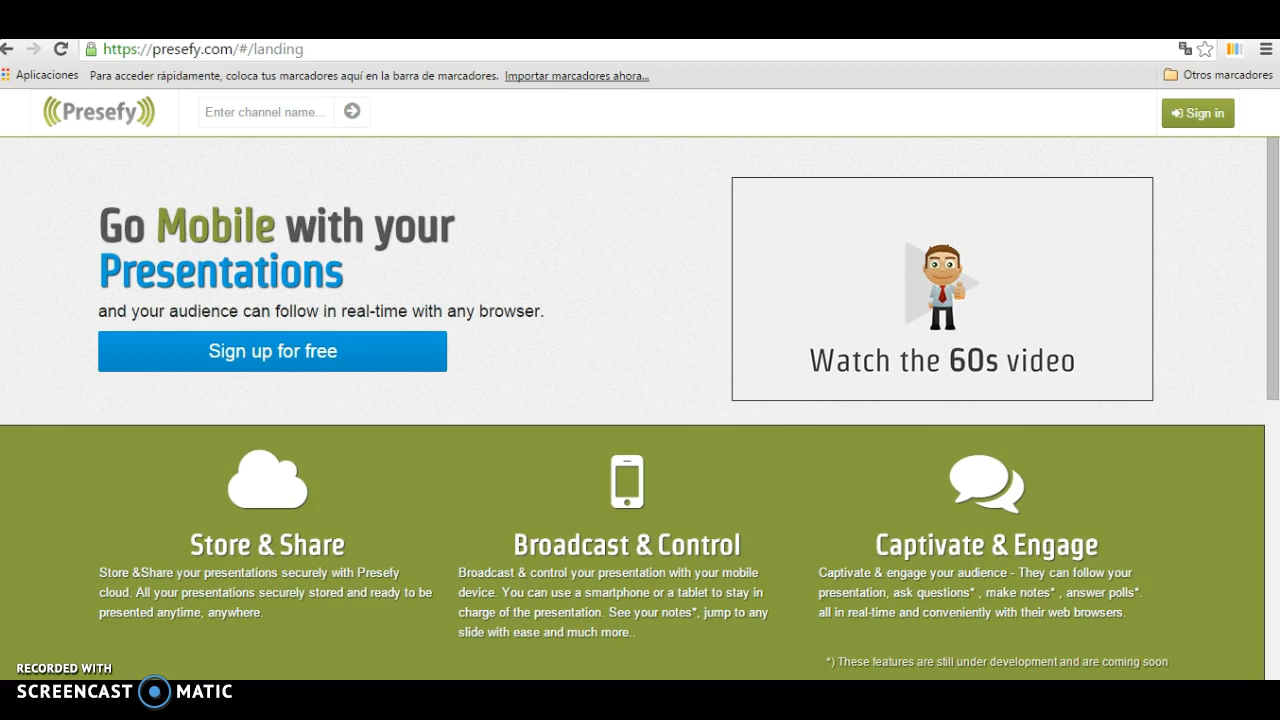 https://presefy.com/#/landing
Aplicaciones Para acceder rápidamente, coloca tus marcadores aquí en la barra de marcadores. Importar marcadores ahora... Otros marcadores
Presefy Enter channel name... Sign in
Go Mobile with your
Presentations
and your audience can follow in real-time with any browser.
Sign up for free
Watch the 60s video
Store & Share
Store &Share your presentations securely with Presefy
cloud. All your presentations securely stored and ready to be
presented anytime, anywhere.
Broadcast & Control
Broadcast & control your presentation with your mobile
device. You can use a smartphone or a tablet to stay in
charge of the presentation. See your notes*, jump to any
slide with ease and much more..
Captivate & Engage
Captivate & engage your audience - They can follow your
presentation, ask questions* , make notes* , answer polls*.
all in real-time and conveniently with their web browsers.
*) These features are still under development and are coming soon
RECORDED WITH
SCREENCAST MATIC